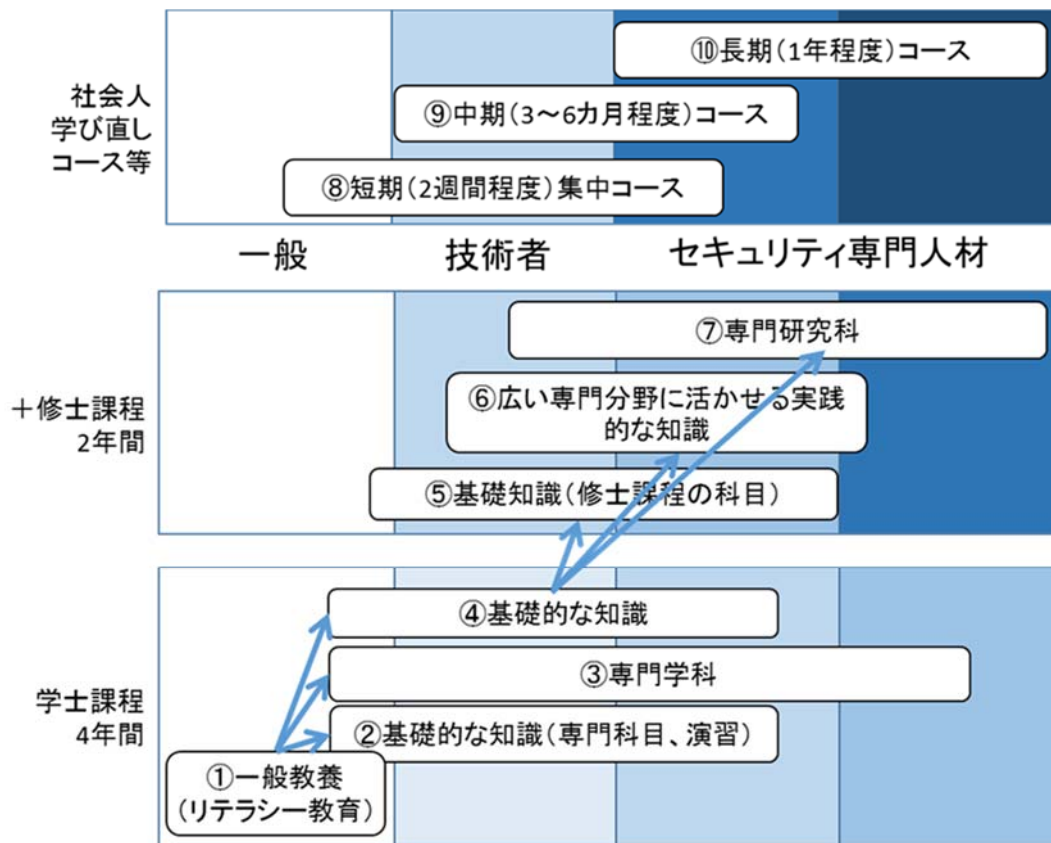 社会人
学び直し
コース等
⑩長期(1年程度)コース
⑨中期(3~6カ月程度)コース
⑧短期(2週間程度)集中コース
一般
技術者
セキュリティ専門人材
+修士課程
2年間
⑦専門研究科
⑥広い専門分野に活かせる実践
的な知識
⑤基礎知識(修士課程の科目)
学士課程
4年間
④基礎的な知識
③専門学科
②基礎的な知識(専門科目、演習)
①一般教養
(リテラシー教育)